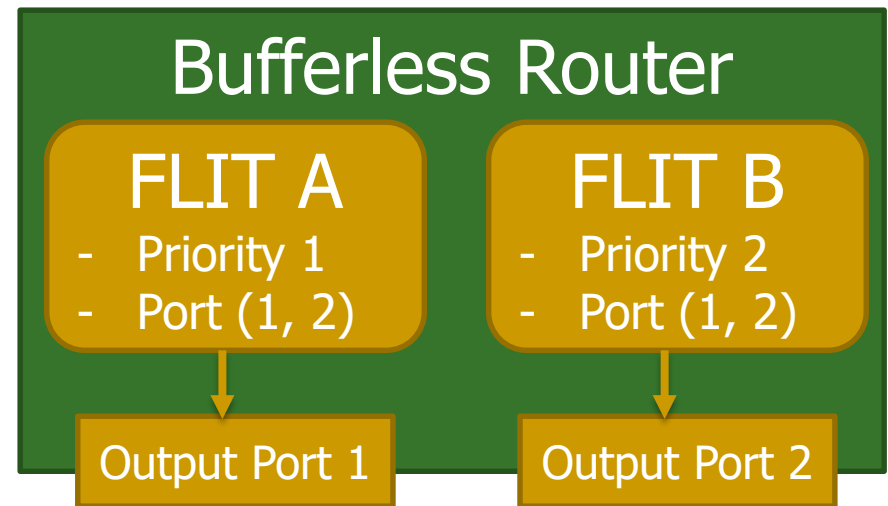 Bufferless Router
FLIT A
- Priority 1
- Port (1, 2)
FLIT B
- Priority 2
- Port (1, 2)
Output Port 1
Output Port 2